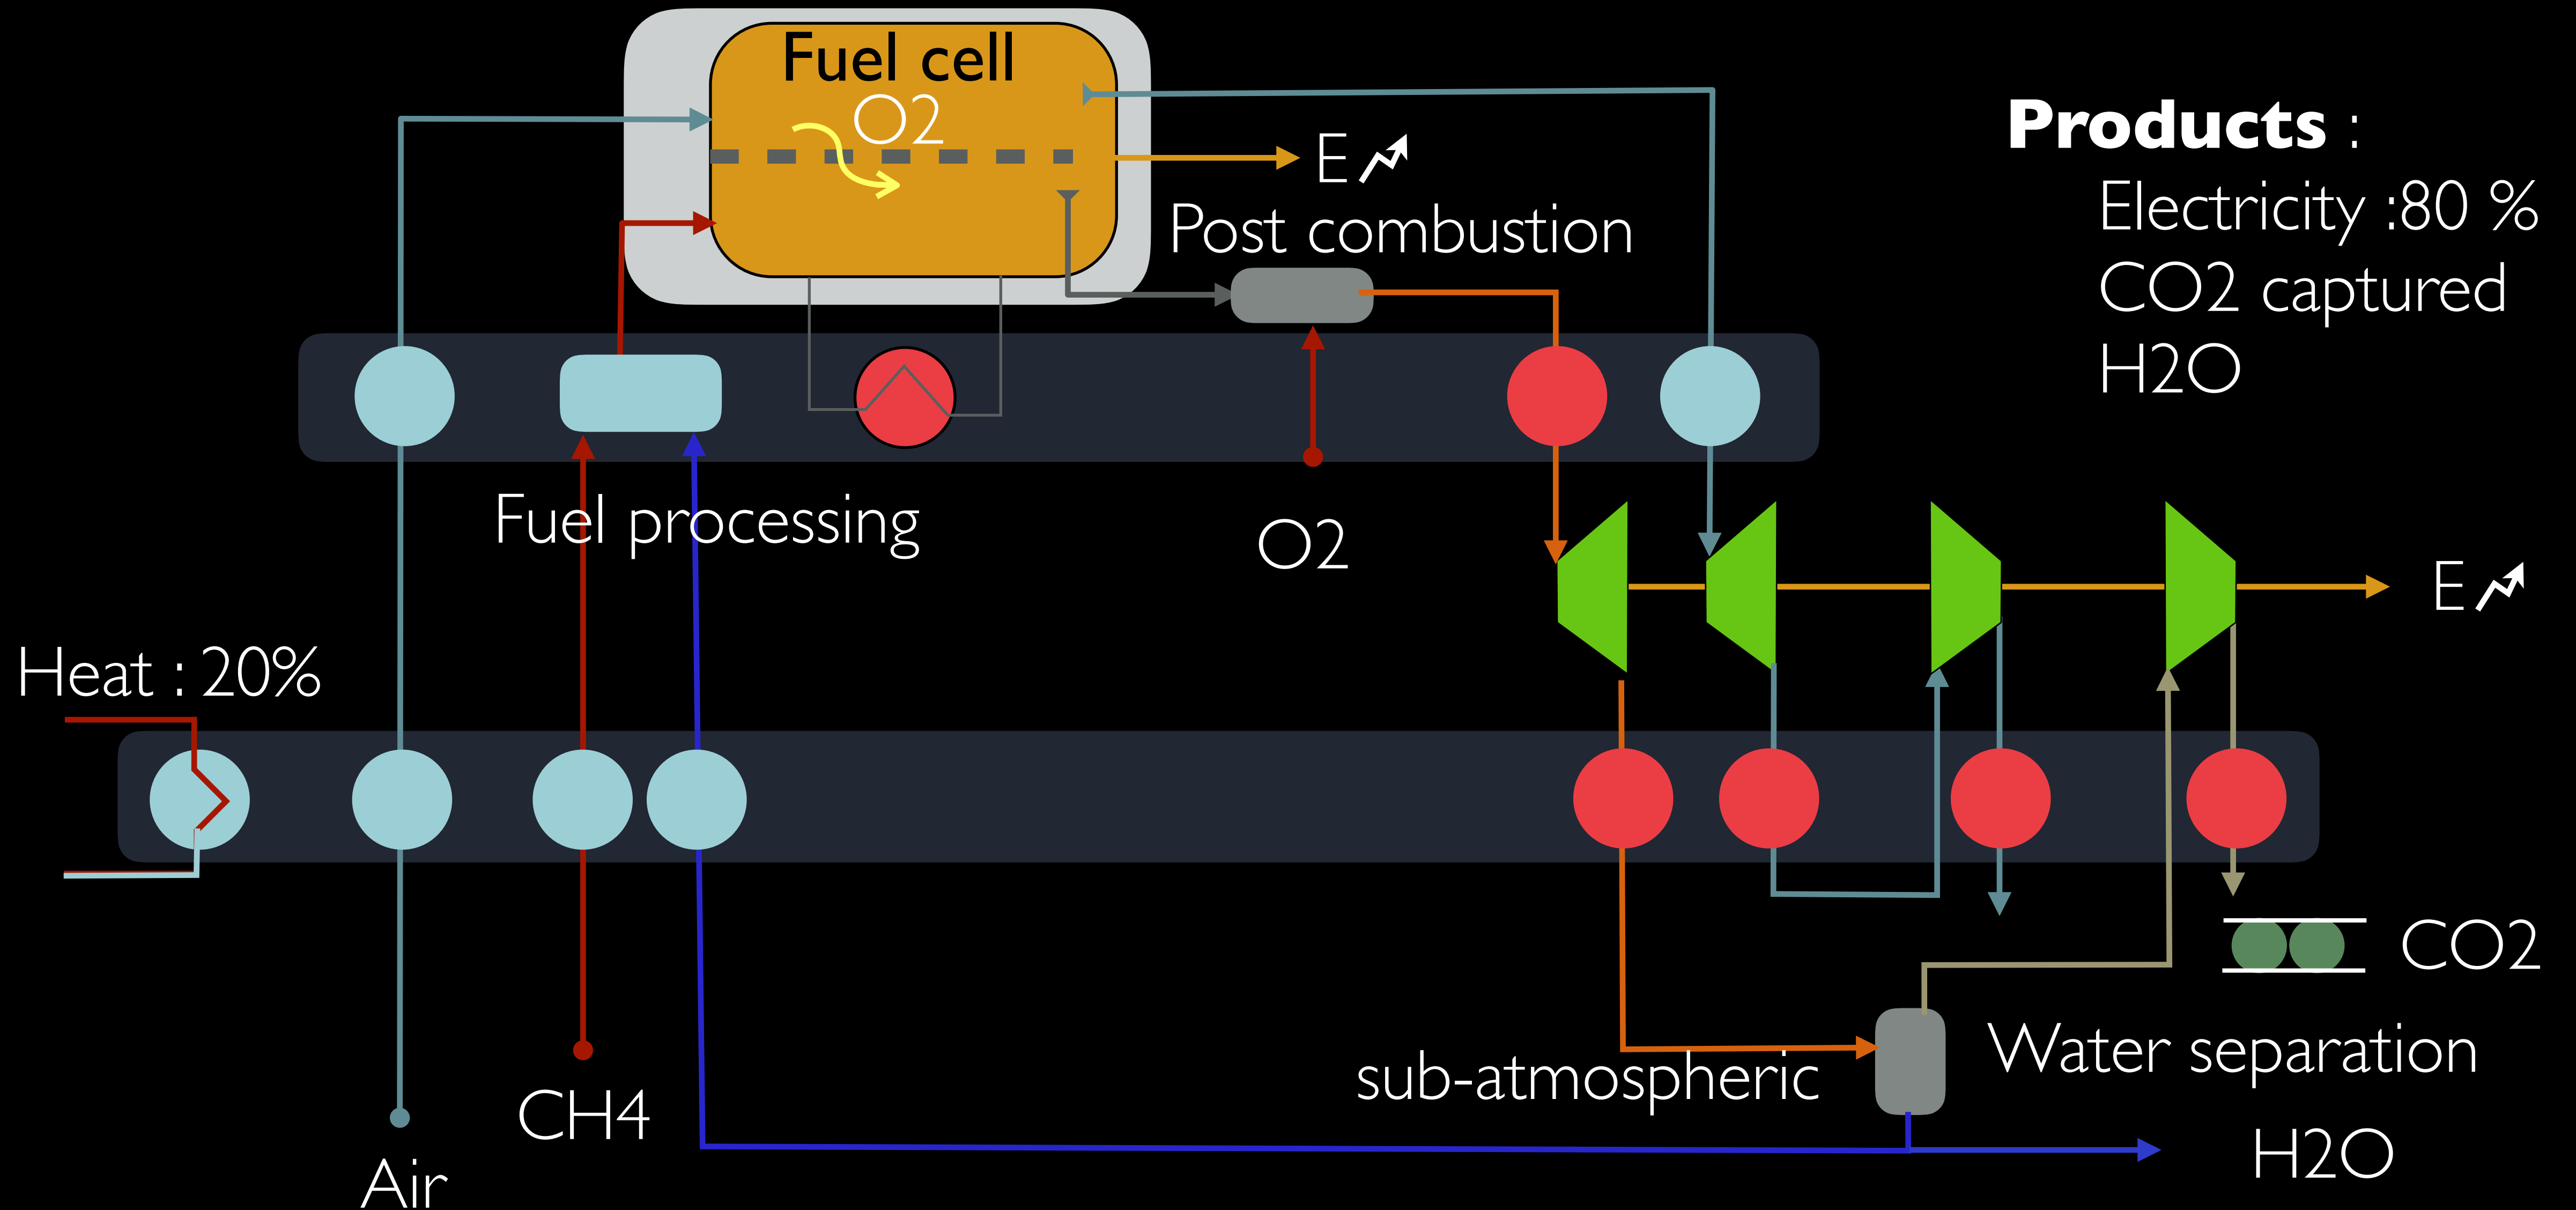 Fuel cell
O2
E
Post combustion
Products :
Electricity :80 %
CO2 captured
H2O
Fuel processing
O2
E
Heat : 20%
CO2
Water separation
sub-atmospheric
CH4
H2O
Air